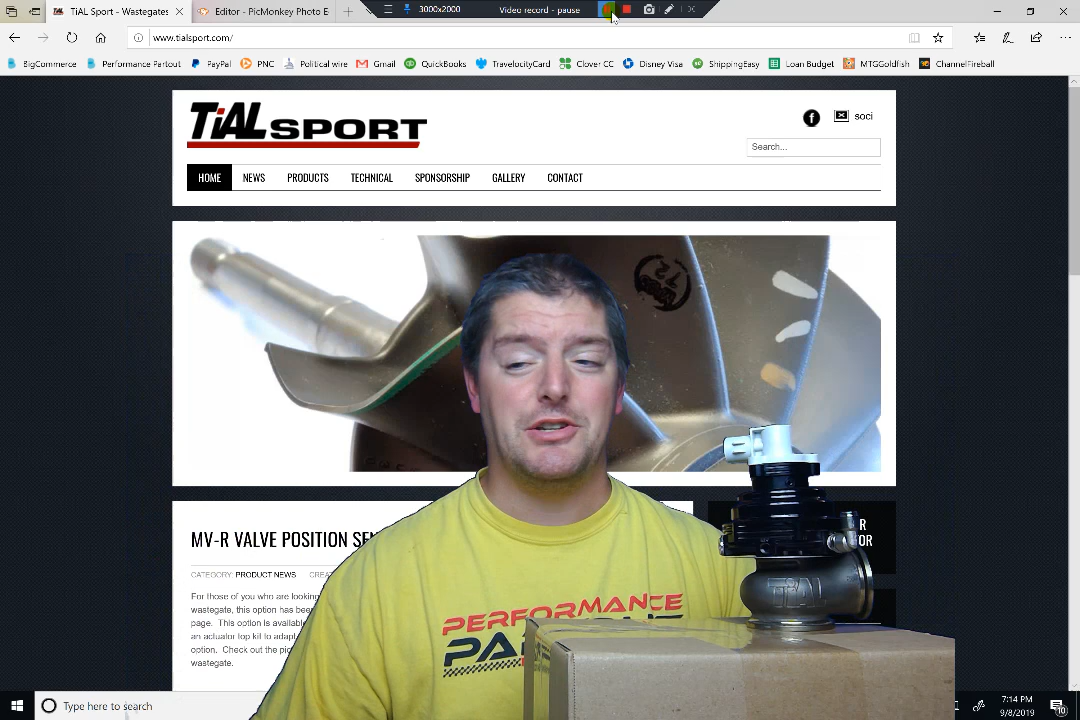 TiAL Sport - Wastegates
Editor - PicMonkey Photo E
3000x2000
Video record - pause
www.tialsport.com/
BigCommerce
Performance Partout
PayPal
PNC
Political wire
Gmail
QuickBooks
TravelocityCard
Clover CC
Disney Visa
ShippingEasy
Loan Budget
MTGGoldfish
ChannelFireball
TiAL SPORT
f
soci
Search...
HOME
NEWS
PRODUCTS
TECHNICAL
SPONSORSHIP
GALLERY
CONTACT
72
MV-R VALVE POSITION SE
CATEGORY: PRODUCT NEWS
CREAT
For those of you who are looking
wastegate, this option has been
page. This option is available
an actuator top kit to adapt
option. Check out the pic
wastegate.
R
OR
TiAL
PERFORMANCE
PA
Type here to search
7:14 PM
9/8/2019
10